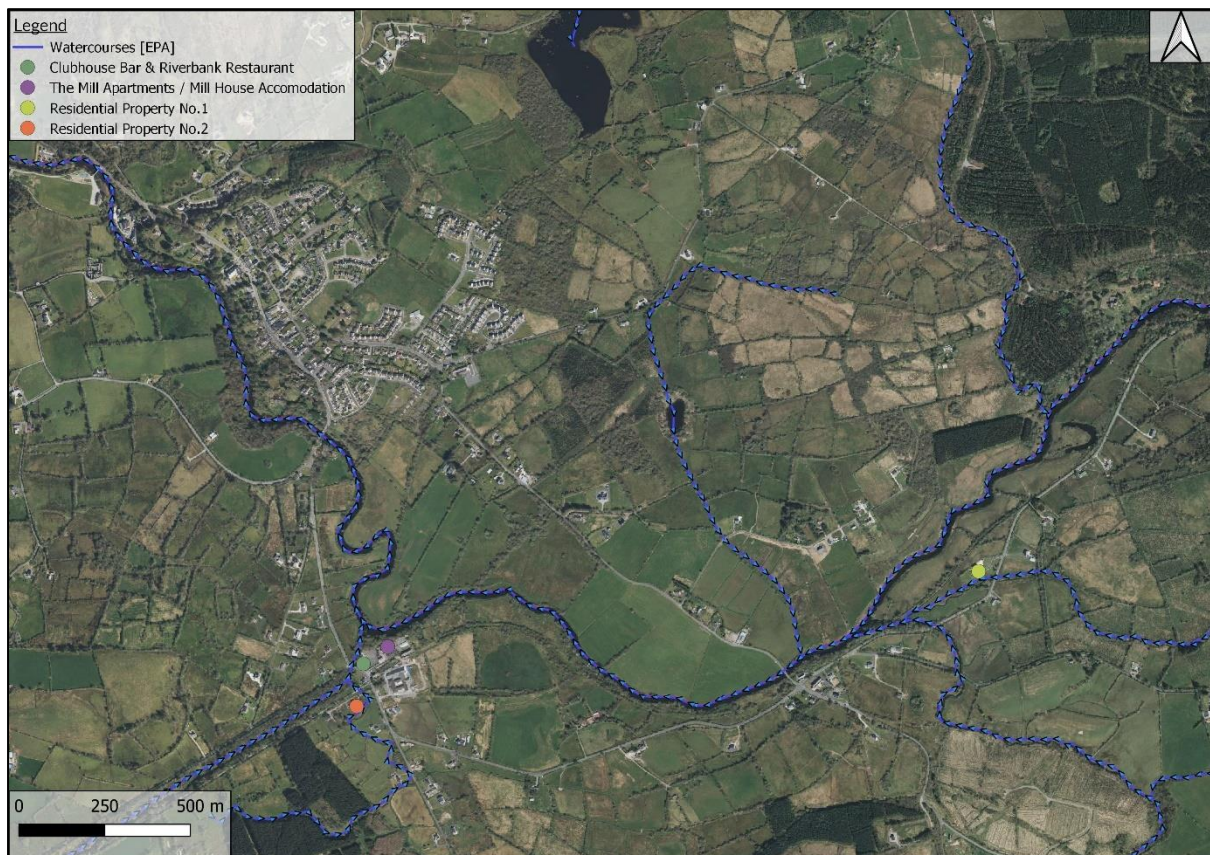 Legend
Watercourses [EPA]
Clubhouse Bar & Riverbank Restaurant
The Mill Apartments / Mill House Accomodation
Residential Property No.1
Residential Property No.2
0 250 500 m